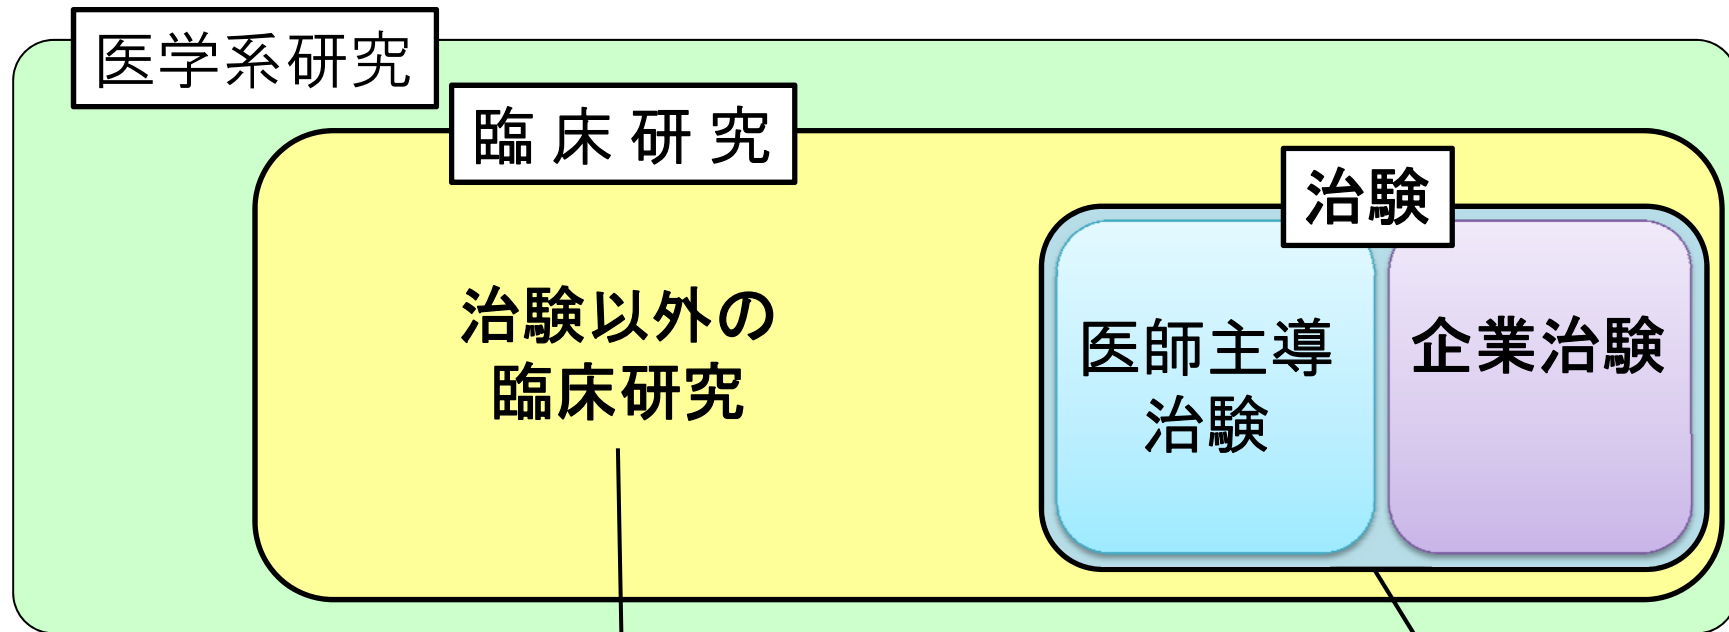 医学系研究
臨床研究
治験
治験以外の
臨床研究
医師主導
治験
企業治験